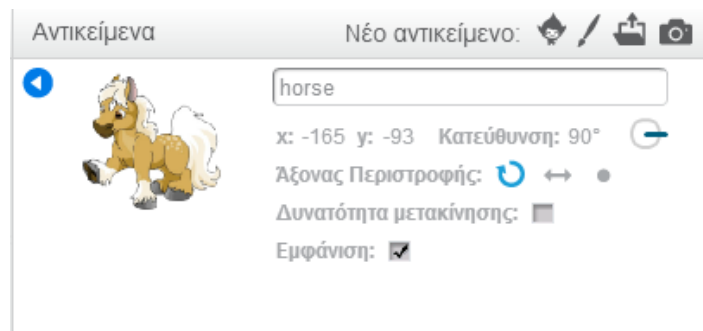 Αντικείμενα Νέο αντικείμενο:
horse
x: -165 y: -93 Κατεύθυνση: 90°
Άξονας Περιστροφής:
Δυνατότητα μετακίνησης:
Εμφάνιση: